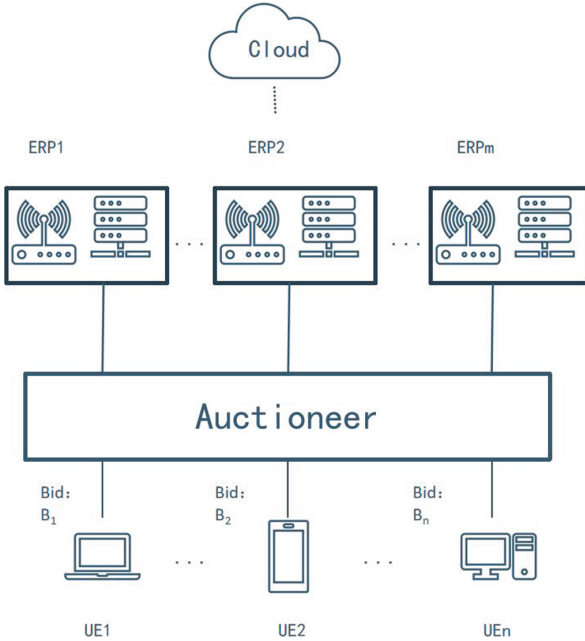 Cloud
ERP1 ERP2 ERPm
... ...
Auctioneer
Bid: Bid: Bid:
B1 B2 Bn
... ...
UE1 UE2 UEn